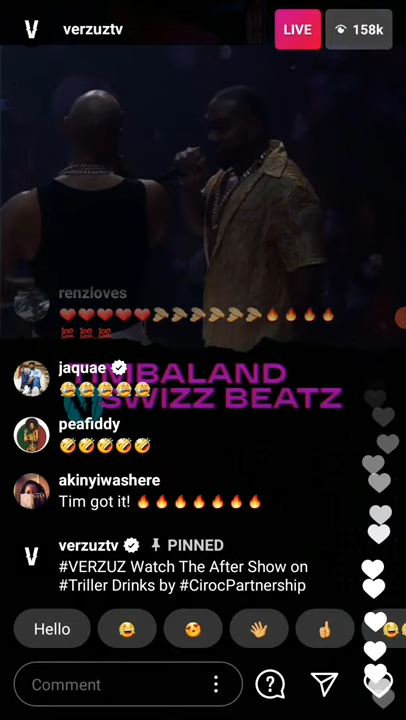 verzuztv
LIVE
158k
renzloves
❤️❤️❤️❤️❤️🫴🏽🫴🏽🫴🏽🫴🏽🫴🏽🫴🏽🔥🔥🔥🔥
💯💯💯
jaquae
TIMBALAND
😂😂😂😂😂
VS SWIZZ BEATZ
peafiddy
🤣🤣🤣🤣🤣
akinyiwashere
Tim got it! 🔥🔥🔥🔥🔥🔥🔥
verzuztv PINNED
#VERZUZ Watch The After Show on
#Triller Drinks by #CirocPartnership
Hello 😂 😍 👋 👍
Comment